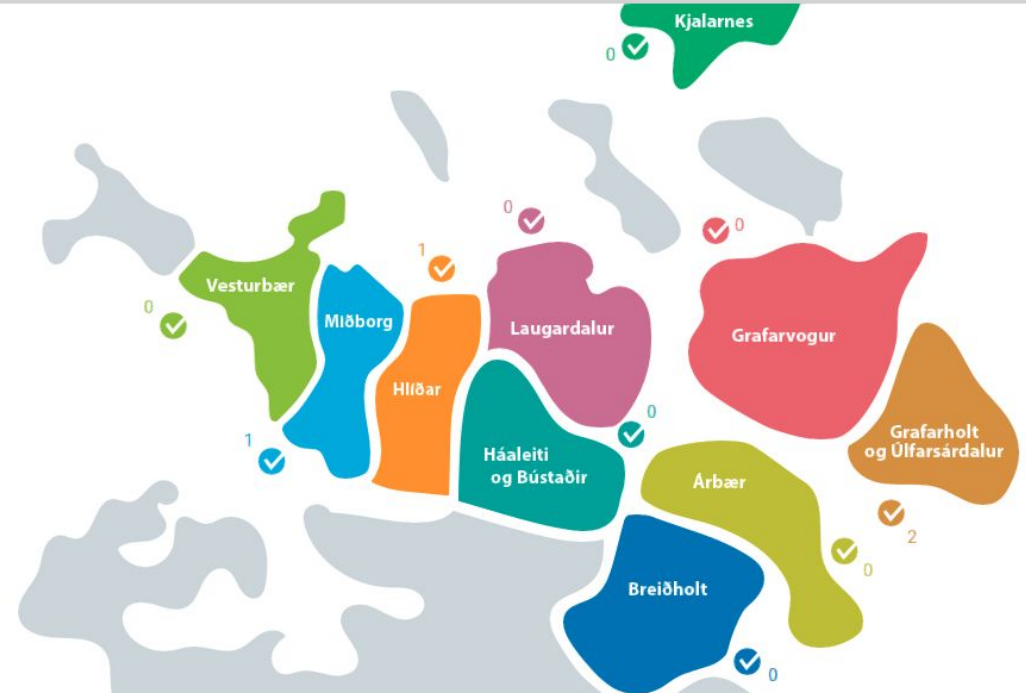 Kjalarnes
0
0
0
1
Vesturbær
0
Miðborg
Laugardalur
Grafarvogur
Hlíðar
0
1
Háaleiti
og Bústaðir
Grafarholt
og Úlfarsárdalur
Árbær
2
0
Breiðholt
0